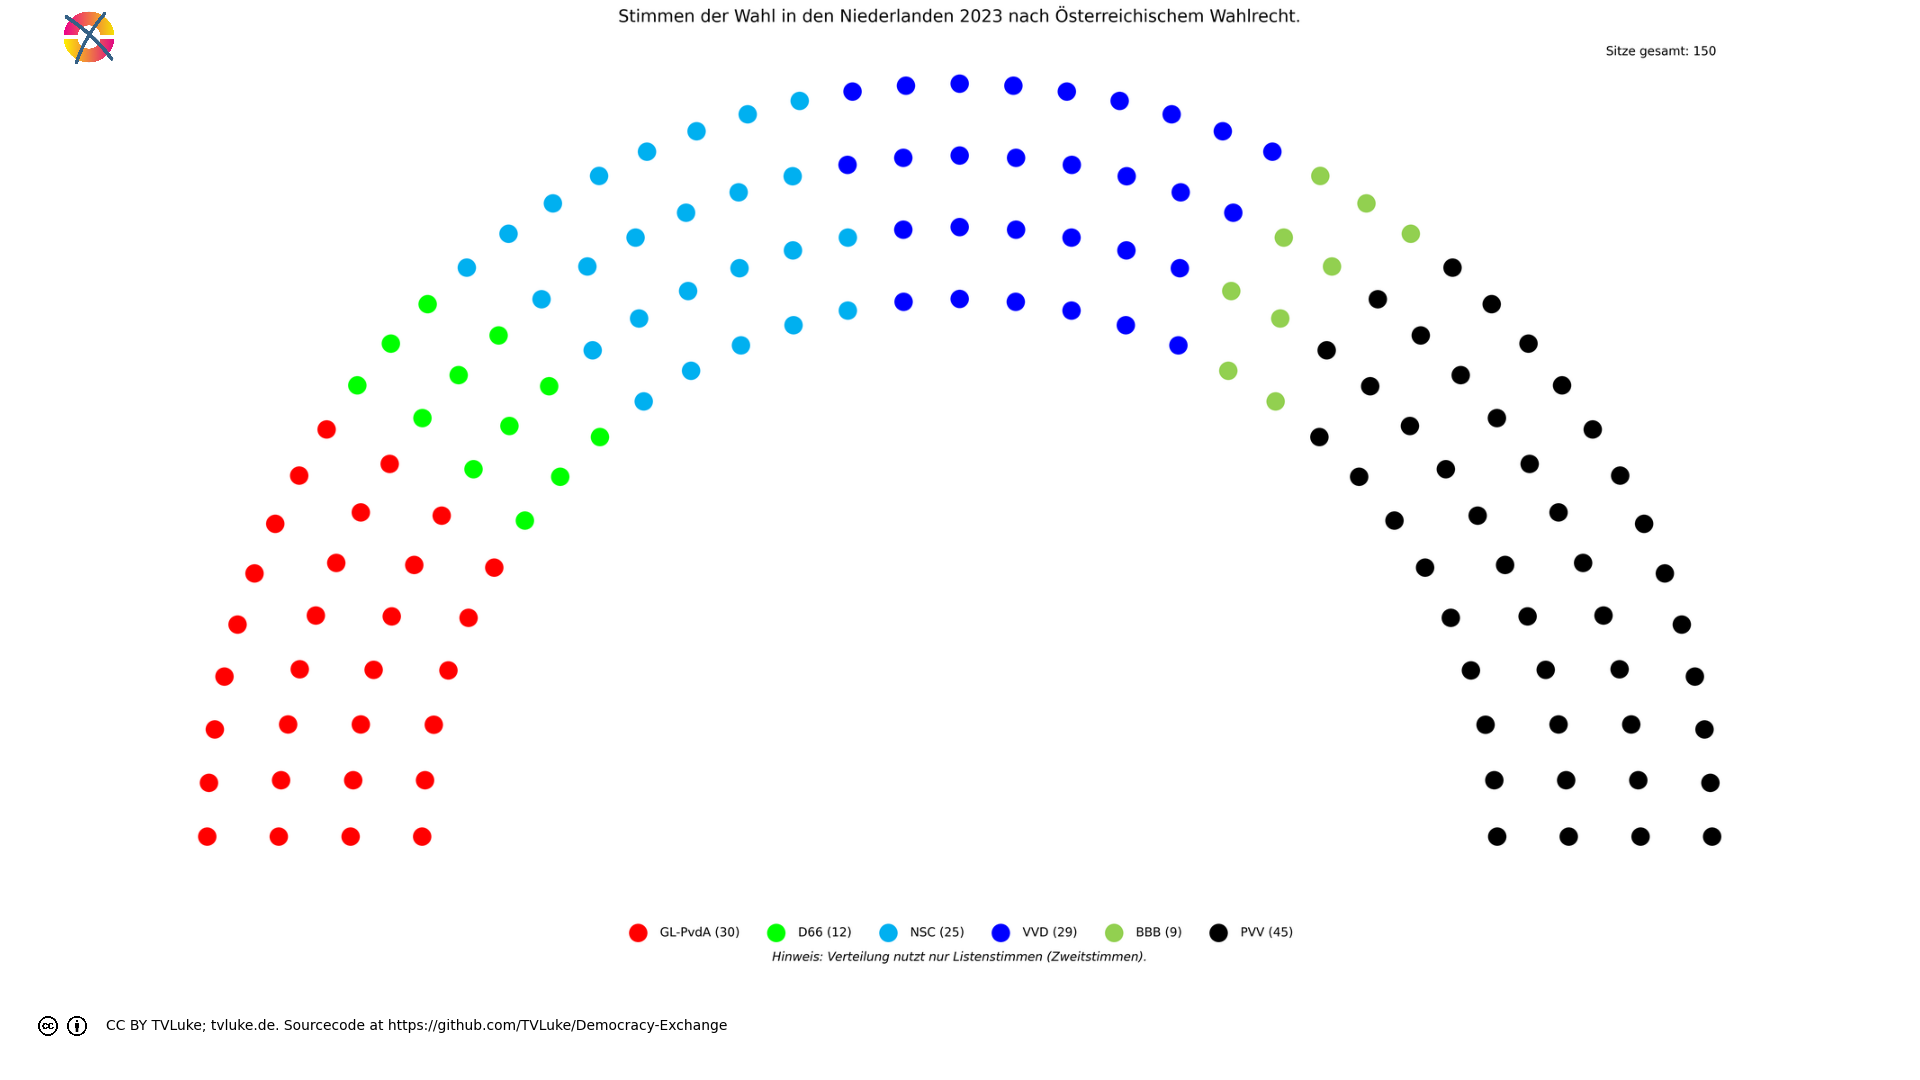 Stimmen der Wahl in den Niederlanden 2023 nach Österreichischem Wahlrecht.
Sitze gesamt: 150
GL-PvdA (30)
D66 (12)
NSC (25)
VVD (29)
BBB (9)
PVV (45)
Hinweis: Verteilung nutzt nur Listenstimmen (Zweitstimmen).
cc CC BY TVLuke; tvluke.de. Sourcecode at https://github.com/TVLuke/Democracy-Exchange